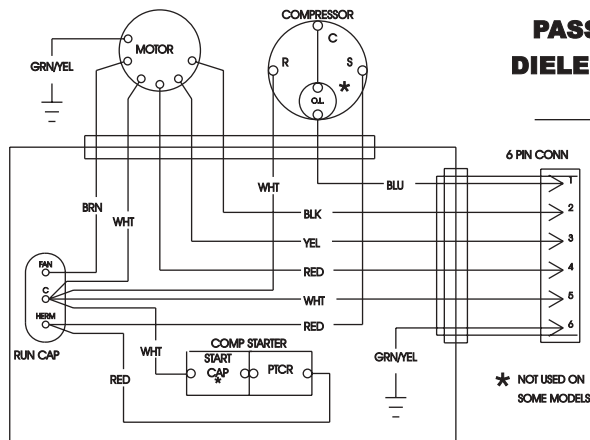 COMPRESSOR
PASS
DIELE
MOTOR
C
R
S
*
O.L
GRN/YEL
6 PIN CONN
WHT
BLU
1
BRN
WHT
BLK
2
YEL
3
FAN
RED
4
C
WHT
5
HERM
RED
6
RUN CAP
WHT
COMP STARTER
GRN/YEL
START
CAP
*
PTCR
RED
* NOT USED ON
SOME MODELS